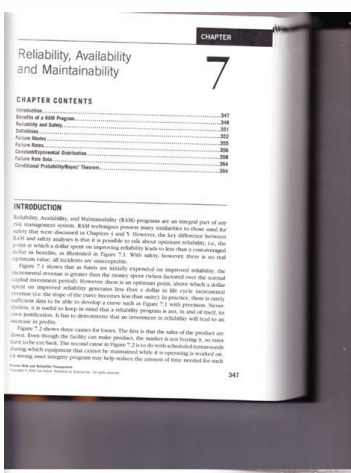 CHAPTER
Reliability, Availability
and Maintainability
7
CHAPTER CONTENTS
Introduction...347
Benefits of a RAM Program...348
Reliability and Safety...351
Definitions...352
Failure Modes...355
Failure Rates...356
Constant/Exponential Distribution...358
Failure Rate Data...364
Conditional Probability/Bayes' Theorem...364
INTRODUCTION
Reliability, Availability, and Maintainability (RAM) programs are an integral part of any
risk management system. RAM techniques possess many similarities to those used for
safety that were discussed in Chapters 4 and 5. However, the key difference between
RAM and safety analyses is that it is possible to talk about optimum reliability, i.e., the
point at which a dollar spent on improving reliability leads to less than a cost-averaged
dollar in benefits, as illustrated in Figure 7.1. With safety, however, there is no real
optimum value: all incidents are unacceptable.
Figure 7.1 shows that as funds are initially expended on improved reliability, the
incremental revenue is greater than the money spent (when factored over the normal
capital investment period). However, there is an optimum point, above which a dollar
spent on improved reliability generates less than a dollar in life cycle incremental
revenue (i.e. the slope of the curve becomes less than unity). In practice, there is rarely
sufficient data to be able to develop a curve such as Figure 7.1 with precision. Never-
theless, it is useful to keep in mind that a reliability program is not, in and of itself, its
own justification. It has to demonstrate that an investment in reliability will lead to an
increase in profits.
Figure 7.2 shows three causes for losses. The first is that the sales of the product are
down. Even though the facility can make product, the market is not buying it, so rates
have to be cut back. The second cause in Figure 7.2 is to do with scheduled turnarounds
during which equipment that cannot be maintained while it is operating is worked on.
(A strong asset integrity program may help reduce the amount of time needed for such
Process Risk and Reliability Management
347